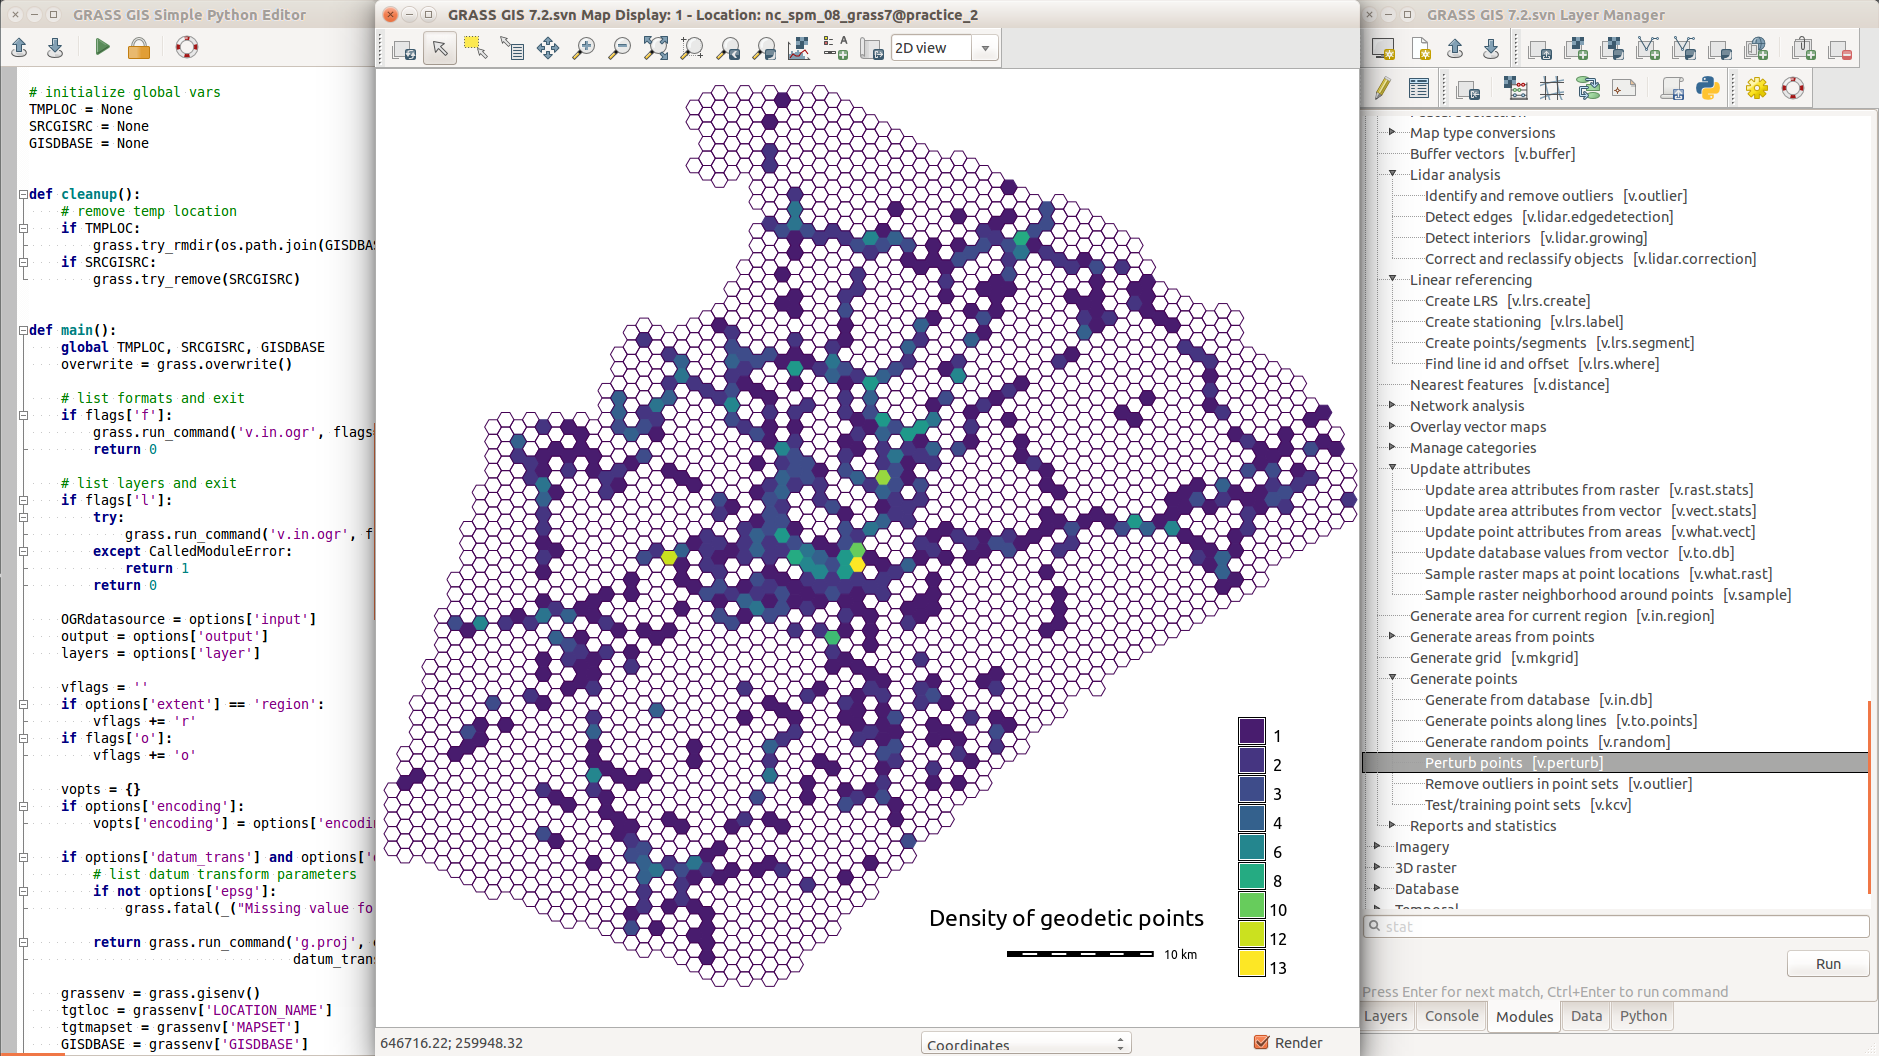 GRASS GIS Simple Python Editor
# initialize global vars
TMPLOC = None
SRCGISRC = None
GISDBASE = None
def cleanup():
# remove temp location
if TMPLOC:
grass.try_rmdir(os.path.join(GISDBA
if SRCGISRC:
grass.try_remove(SRCGISRC)
def main():
global TMPLOC, SRCGISRC, GISDBASE
overwrite = grass.overwrite()
# list formats and exit
if flags['f']:
grass.run_command('v.in.ogr', flags
return 0
# list layers and exit
if flags['l']:
try:
grass.run_command('v.in.ogr', f
except CalledModuleError:
return 1
return 0
OGRdatasource = options['input']
output = options['output']
layers = options['layer']
vflags = ''
if options['extent'] == 'region':
vflags += 'r'
if flags['o']:
vflags += 'o'
vopts = {}
if options['encoding']:
vopts['encoding'] = options['encodin
if options['datum_trans'] and options['
# list datum transform parameters
if not options['epsg']:
grass.fatal(_("Missing value fo
return grass.run_command('g.proj',
datum_tran
grassenv = grass.gisenv()
tgtloc = grassenv['LOCATION_NAME']
tgtmapset = grassenv['MAPSET']
GISDBASE = grassenv['GISDBASE']
GRASS GIS 7.2.svn Map Display: 1 - Location: nc_spm_08_grass7@practice_2
2D view
1
2
3
4
6
8
10
12
13
Density of geodetic points
10 km
646716.22; 259948.32
Coordinates
Render
GRASS GIS 7.2.svn Layer Manager
Map type conversions
Buffer vectors [v.buffer]
Lidar analysis
Identify and remove outliers [v.outlier]
Detect edges [v.lidar.edgedetection]
Detect interiors [v.lidar.growing]
Correct and reclassify objects [v.lidar.correction]
Linear referencing
Create LRS [v.lrs.create]
Create stationing [v.lrs.label]
Create points/segments [v.lrs.segment]
Find line id and offset [v.lrs.where]
Nearest features [v.distance]
Network analysis
Overlay vector maps
Manage categories
Update attributes
Update area attributes from raster [v.rast.stats]
Update area attributes from vector [v.vect.stats]
Update point attributes from areas [v.what.vect]
Update database values from vector [v.to.db]
Sample raster maps at point locations [v.what.rast]
Sample raster neighborhood around points [v.sample]
Generate area for current region [v.in.region]
Generate areas from points
Generate grid [v.mkgrid]
Generate points
Generate from database [v.in.db]
Generate points along lines [v.to.points]
Generate random points [v.random]
Perturb points [v.perturb]
Remove outliers in point sets [v.outlier]
Test/training point sets [v.kcv]
Reports and statistics
Imagery
3D raster
Database
stat
Run
Press Enter for next match, Ctrl+Enter to run command
Layers Console Modules Data Python